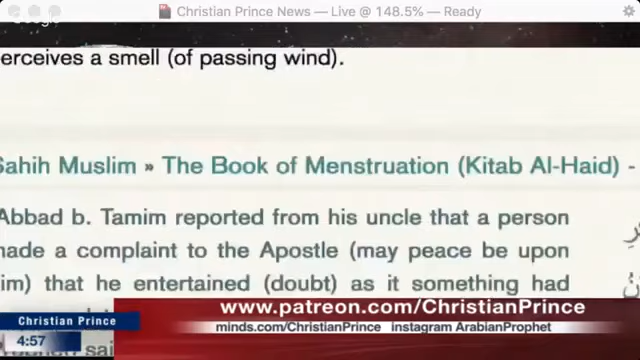 Christian Prince News — Live @ 148.5% — Ready
erceives a smell (of passing wind).
Sahih Muslim » The Book of Menstruation (Kitab Al-Haid) -
Abbad b. Tamim reported from his uncle that a person
made a complaint to the Apostle (may peace be upon
im) that he entertained (doubt) as it something had
www.patreon.com/ChristianPrince
minds.com/ChristianPrince instagram ArabianProphet
Christian Prince
4:57
sai